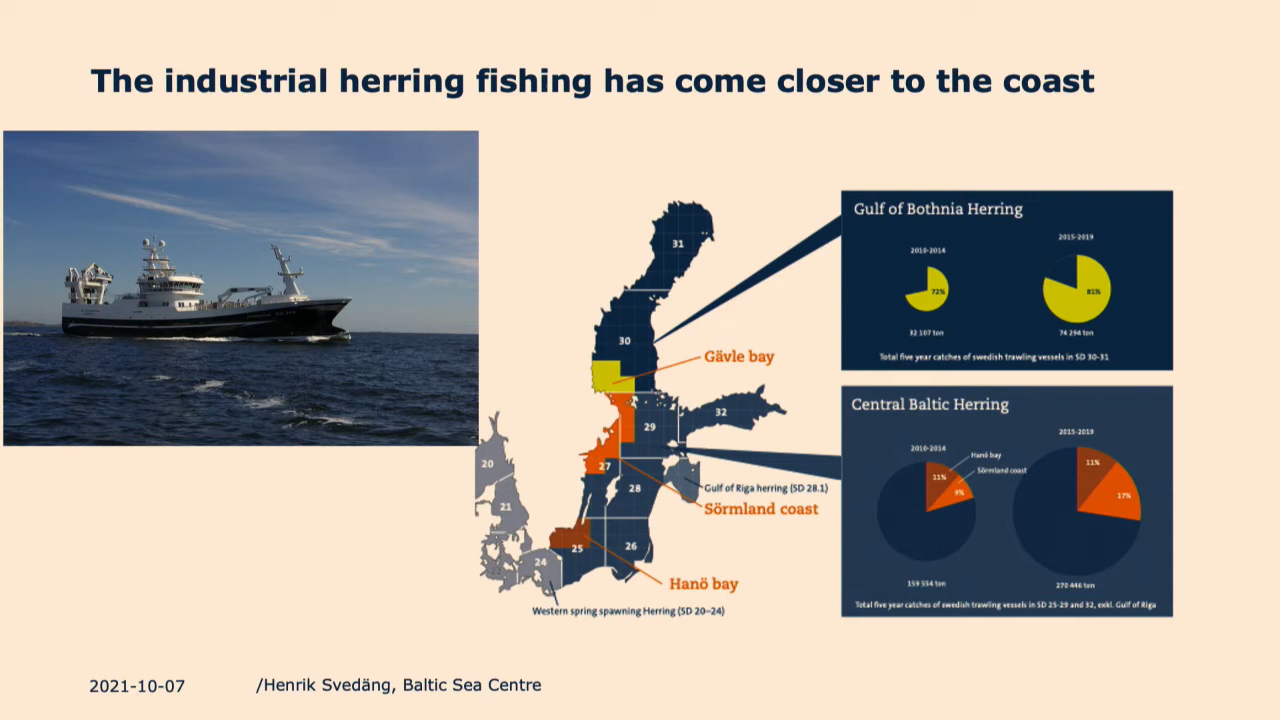 The industrial herring fishing has come closer to the coast
31
30
Gävle bay
32
29
20
27
28
Gulf of Riga herring (SD 28.1)
21
Sörmland coast
25
26
24
Hanö bay
Western spring spawning Herring (SD 20–24)
Gulf of Bothnia Herring
2010-2014
2015-2019
72%
81%
32 107 ton
74 294 ton
Total five year catches of swedish trawling vessels in SD 30-31
Central Baltic Herring
2010-2014
2015-2019
Hanö bay
Sörmland coast
11%
9%
11%
17%
159 554 ton
270 446 ton
Total five year catches of swedish trawling vessels in SD 25-29 and 32, exkl. Gulf of Riga
2021-10-07
/Henrik Svedäng, Baltic Sea Centre